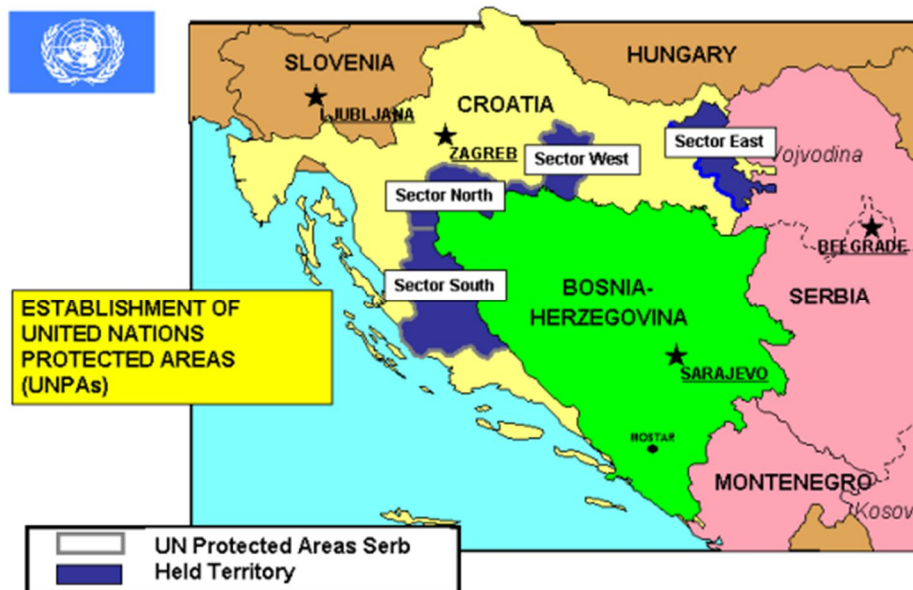 SLOVENIA
HUNGARY
LJUBLJANA
CROATIA
ZAGREB
Sector West
Sector East
Vojvodina
Sector North
BELGRADE
Sector South
BOSNIA-
HERZEGOVINA
SERBIA
ESTABLISHMENT OF
UNITED NATIONS
PROTECTED AREAS
(UNPAs)
SARAJEVO
MOSTAR
MONTENEGRO
Kosov
UN Protected Areas Serb
Held Territory